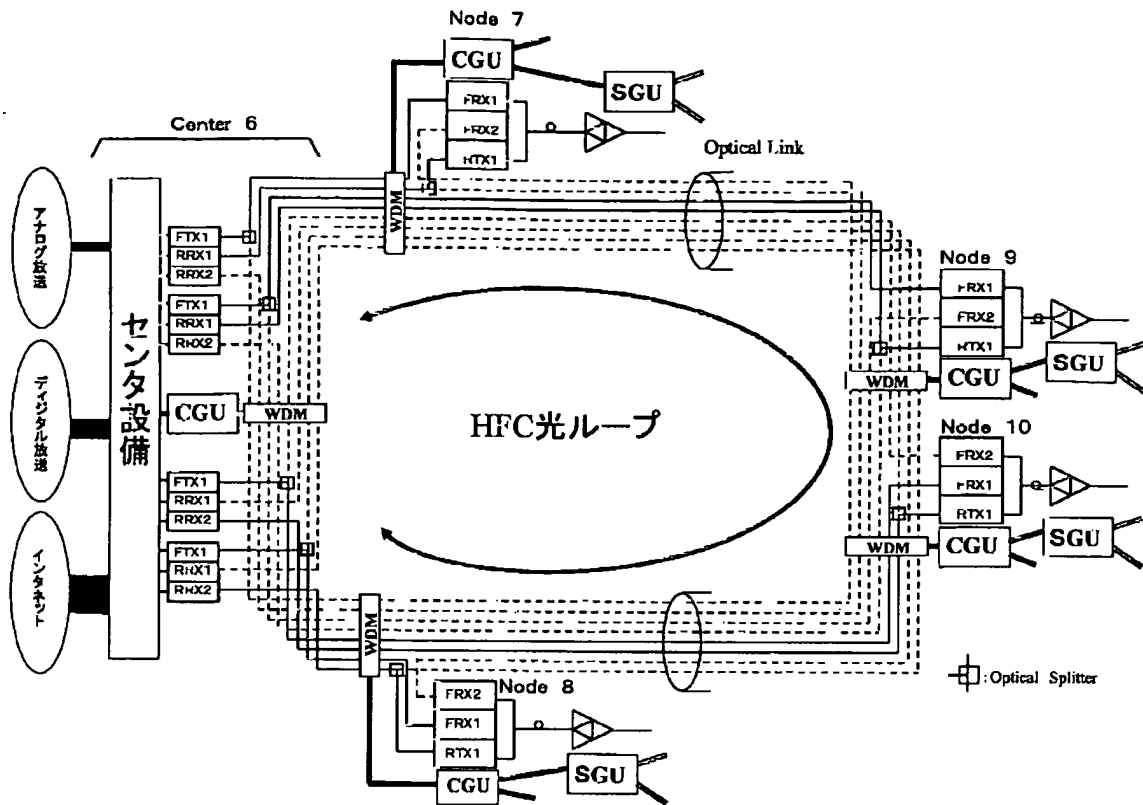 Node 7
CGU
SGU
FRX1
FRX2
RTX1
Center 6
Optical Link
WDM
アナログ放送
ディジタル放送
インタネット
センタ設備
FTX1
RRX1
RRX2
FTX1
RRX1
RRX2
CGU
WDM
FTX1
RRX1
RRX2
FTX1
RRX1
RRX2
HFC光ループ
Node 9
FRX1
FRX2
RTX1
WDM
CGU
SGU
Node 10
FRX2
FRX1
RTX1
WDM
CGU
SGU
WDM
Node 8
FRX2
FRX1
RTX1
CGU
SGU
:Optical Splitter